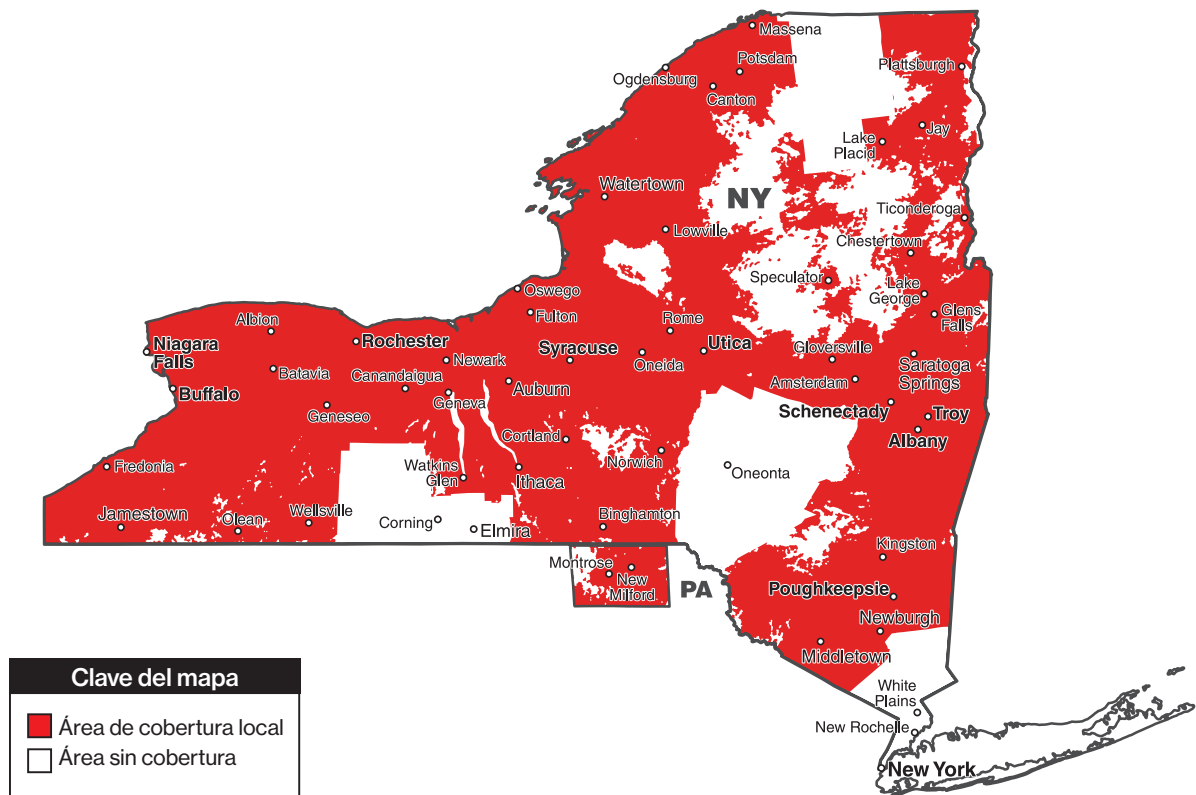 Massena
Potsdam
Ogdensburg
Canton
Plattsburgh
Jay
Lake
Placid
Watertown
NY
Ticonderoga
Lowville
Chestertown
Speculator
Lake
George
Oswego
Fulton
Rome
Glens
Falls
Albion
Niagara
Falls
Rochester
Newark
Syracuse
Oneida
Utica
Gloversville
Saratoga
Springs
Batavia
Canandaigua
Auburn
Amsterdam
Buffalo
Geneva
Geneseo
Schenectady
Troy
Albany
Cortland
Norwich
Oneonta
Fredonia
Watkins
Glen
Ithaca
Jamestown
Olean
Wellsville
Corning
Elmira
Binghamton
Kingston
Montrose
New
Milford
PA
Poughkeepsie
Newburgh
Middletown
White
Plains
New Rochelle
New York
Clave del mapa
Área de cobertura local
Área sin cobertura